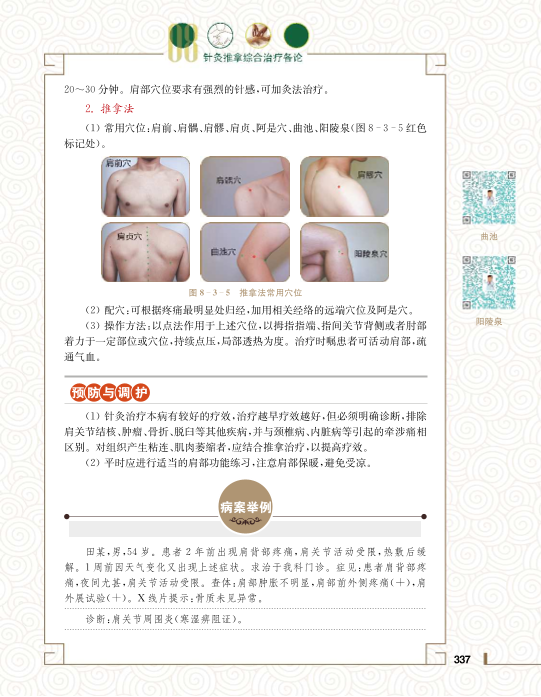 08
针灸推拿综合治疗各论
20～30 分钟。肩部穴位要求有强烈的针感,可加灸法治疗。
2. 推拿法
(1) 常用穴位:肩前、肩髃、肩髎、肩贞、阿是穴、曲池、阳陵泉(图 8-3-5 红色
标记处)。
肩前穴
肩髃穴
肩髎穴
肩贞穴
曲池穴
阳陵泉穴
图 8-3-5 推拿法常用穴位
(2) 配穴:可根据疼痛最明显处归经,加用相关经络的远端穴位及阿是穴。
(3) 操作方法:以点法作用于上述穴位,以拇指指端、指间关节背侧或者肘部
着力于一定部位或穴位,持续点压,局部透热为度。治疗时嘱患者可活动肩部,疏
通气血。
曲池
阳陵泉
预防与调护
(1) 针灸治疗本病有较好的疗效,治疗越早疗效越好,但必须明确诊断,排除
肩关节结核、肿瘤、骨折、脱臼等其他疾病,并与颈椎病、内脏病等引起的牵涉痛相
区别。对组织产生粘连、肌肉萎缩者,应结合推拿治疗,以提高疗效。
(2) 平时应进行适当的肩部功能练习,注意肩部保暖,避免受凉。
病案举例
田某,男,54 岁。患者 2 年前出现肩背部疼痛,肩关节活动受限,热敷后缓
解。1 周前因天气变化又出现上述症状。求治于我科门诊。症见:患者肩背部疼
痛,夜间尤甚,肩关节活动受限。查体:肩部肿胀不明显,肩部前外侧疼痛(+),肩
外展试验(+)。X 线片提示:骨质未见异常。
诊断:肩关节周围炎(寒湿痹阻证)。
337